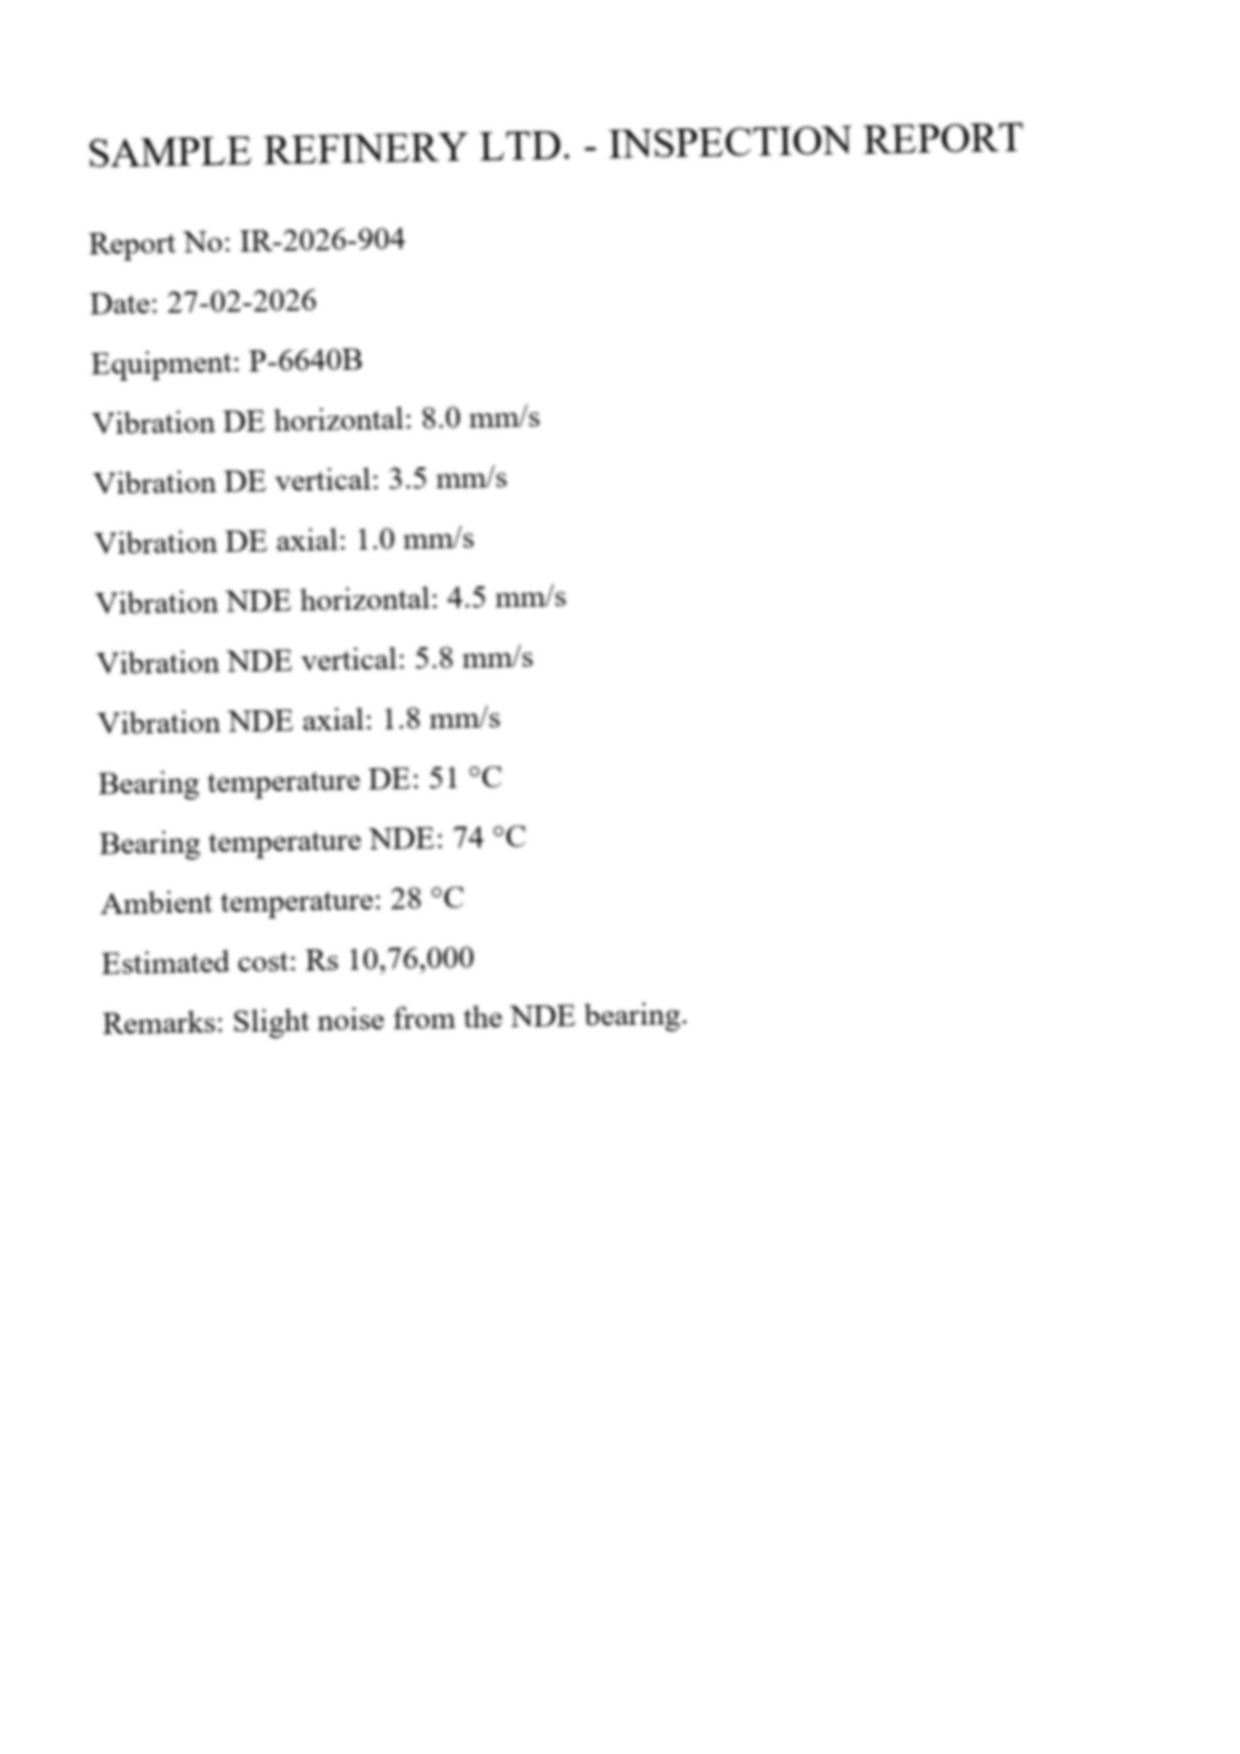 SAMPLE REFINERY LTD. - INSPECTION REPORT
Report No: IR-2026-904
Date: 27-02-2026
Equipment: P-6640B
Vibration DE horizontal: 8.0 mm/s
Vibration DE vertical: 3.5 mm/s
Vibration DE axial: 1.0 mm/s
Vibration NDE horizontal: 4.5 mm/s
Vibration NDE vertical: 5.8 mm/s
Vibration NDE axial: 1.8 mm/s
Bearing temperature DE: 51 °C
Bearing temperature NDE: 74 °C
Ambient temperature: 28 °C
Estimated cost: Rs 10,76,000
Remarks: Slight noise from the NDE bearing.